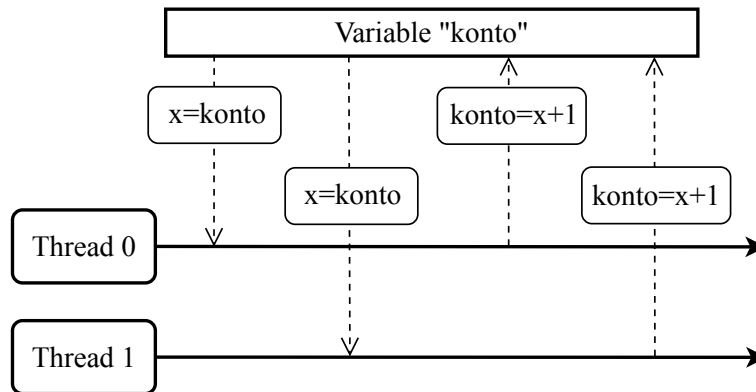 Variable "konto"
x=konto
konto=x+1
x=konto
konto=x+1
Thread 0
Thread 1